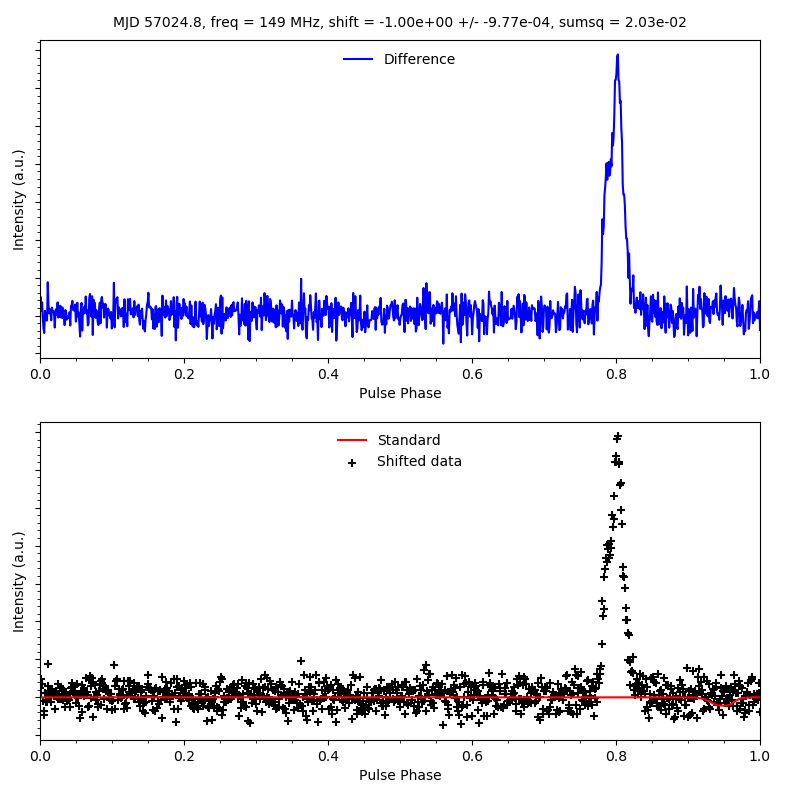 MJD 57024.8, freq = 149 MHz, shift = -1.00e+00 +/- -9.77e-04, sumsq = 2.03e-02
Difference
Intensity (a.u.)
0.0 0.2 0.4 0.6 0.8 1.0
Pulse Phase
Standard
Shifted data
Intensity (a.u.)
0.0 0.2 0.4 0.6 0.8 1.0
Pulse Phase